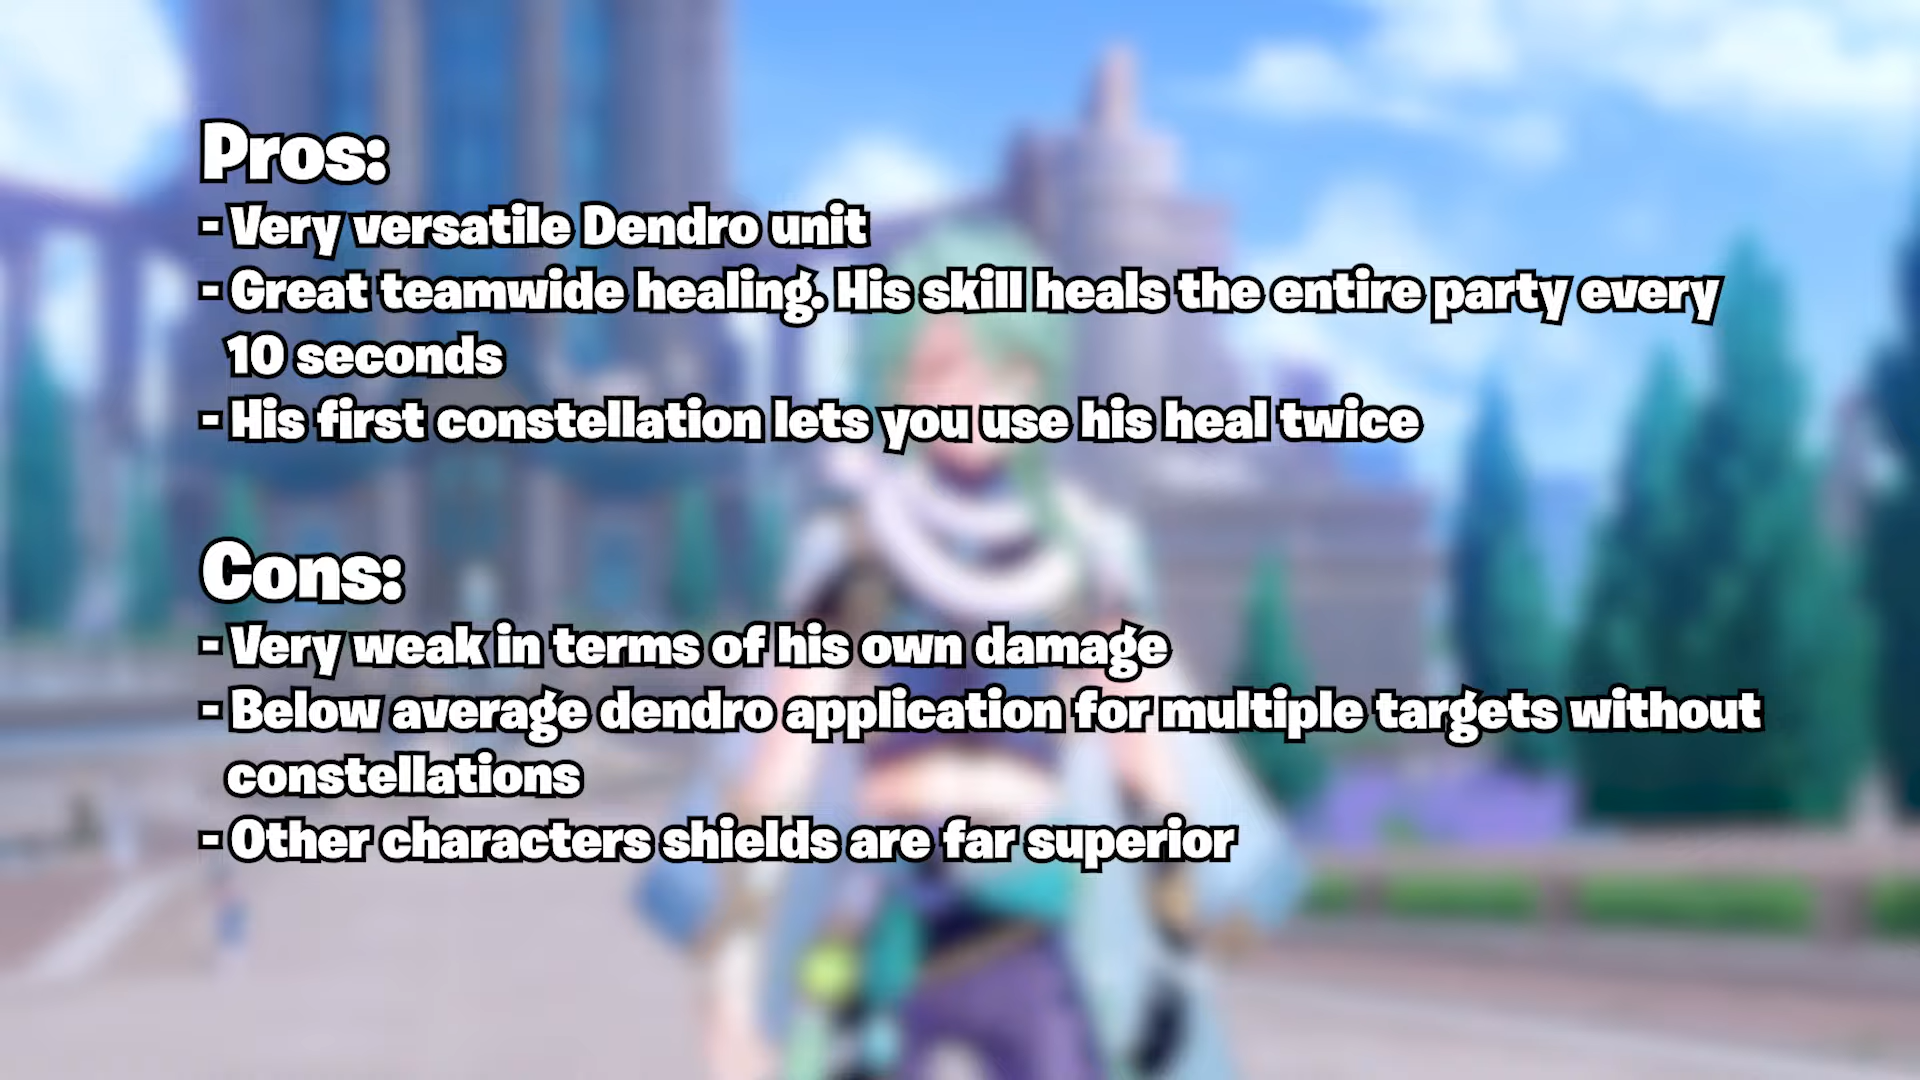 Pros:
- Very versatile Dendro unit
- Great teamwide healing. His skill heals the entire party every
10 seconds
- His first constellation lets you use his heal twice
Cons:
- Very weak in terms of his own damage
- Below average dendro application for multiple targets without
constellations
- Other characters shields are far superior